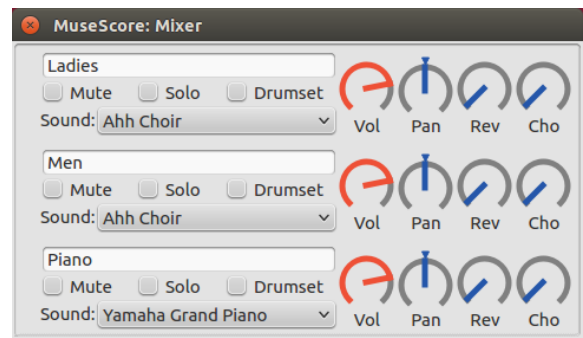 MuseScore: Mixer
Ladies
Mute Solo Drumset
Sound: Ahh Choir
Vol Pan Rev Cho
Men
Mute Solo Drumset
Sound: Ahh Choir
Vol Pan Rev Cho
Piano
Mute Solo Drumset
Sound: Yamaha Grand Piano
Vol Pan Rev Cho